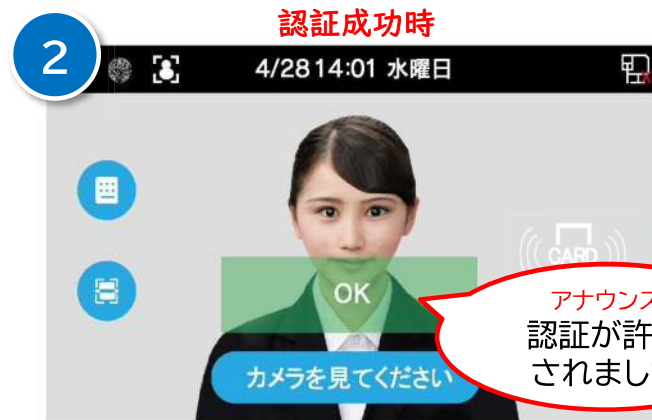 認証成功時
2
4/28 14:01 水曜日
CARD
OK
アナウンス
認証が許
されまし
カメラを見てください